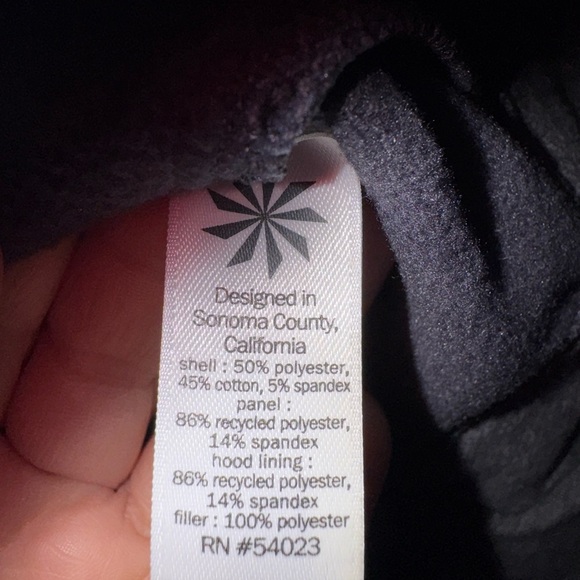 Designed in
Sonoma County,
California
shell : 50% polyester,
45% cotton, 5% spandex
panel :
86% recycled polyester,
14% spandex
hood lining :
86% recycled polyester,
14% spandex
filler : 100% polyester
RN #54023